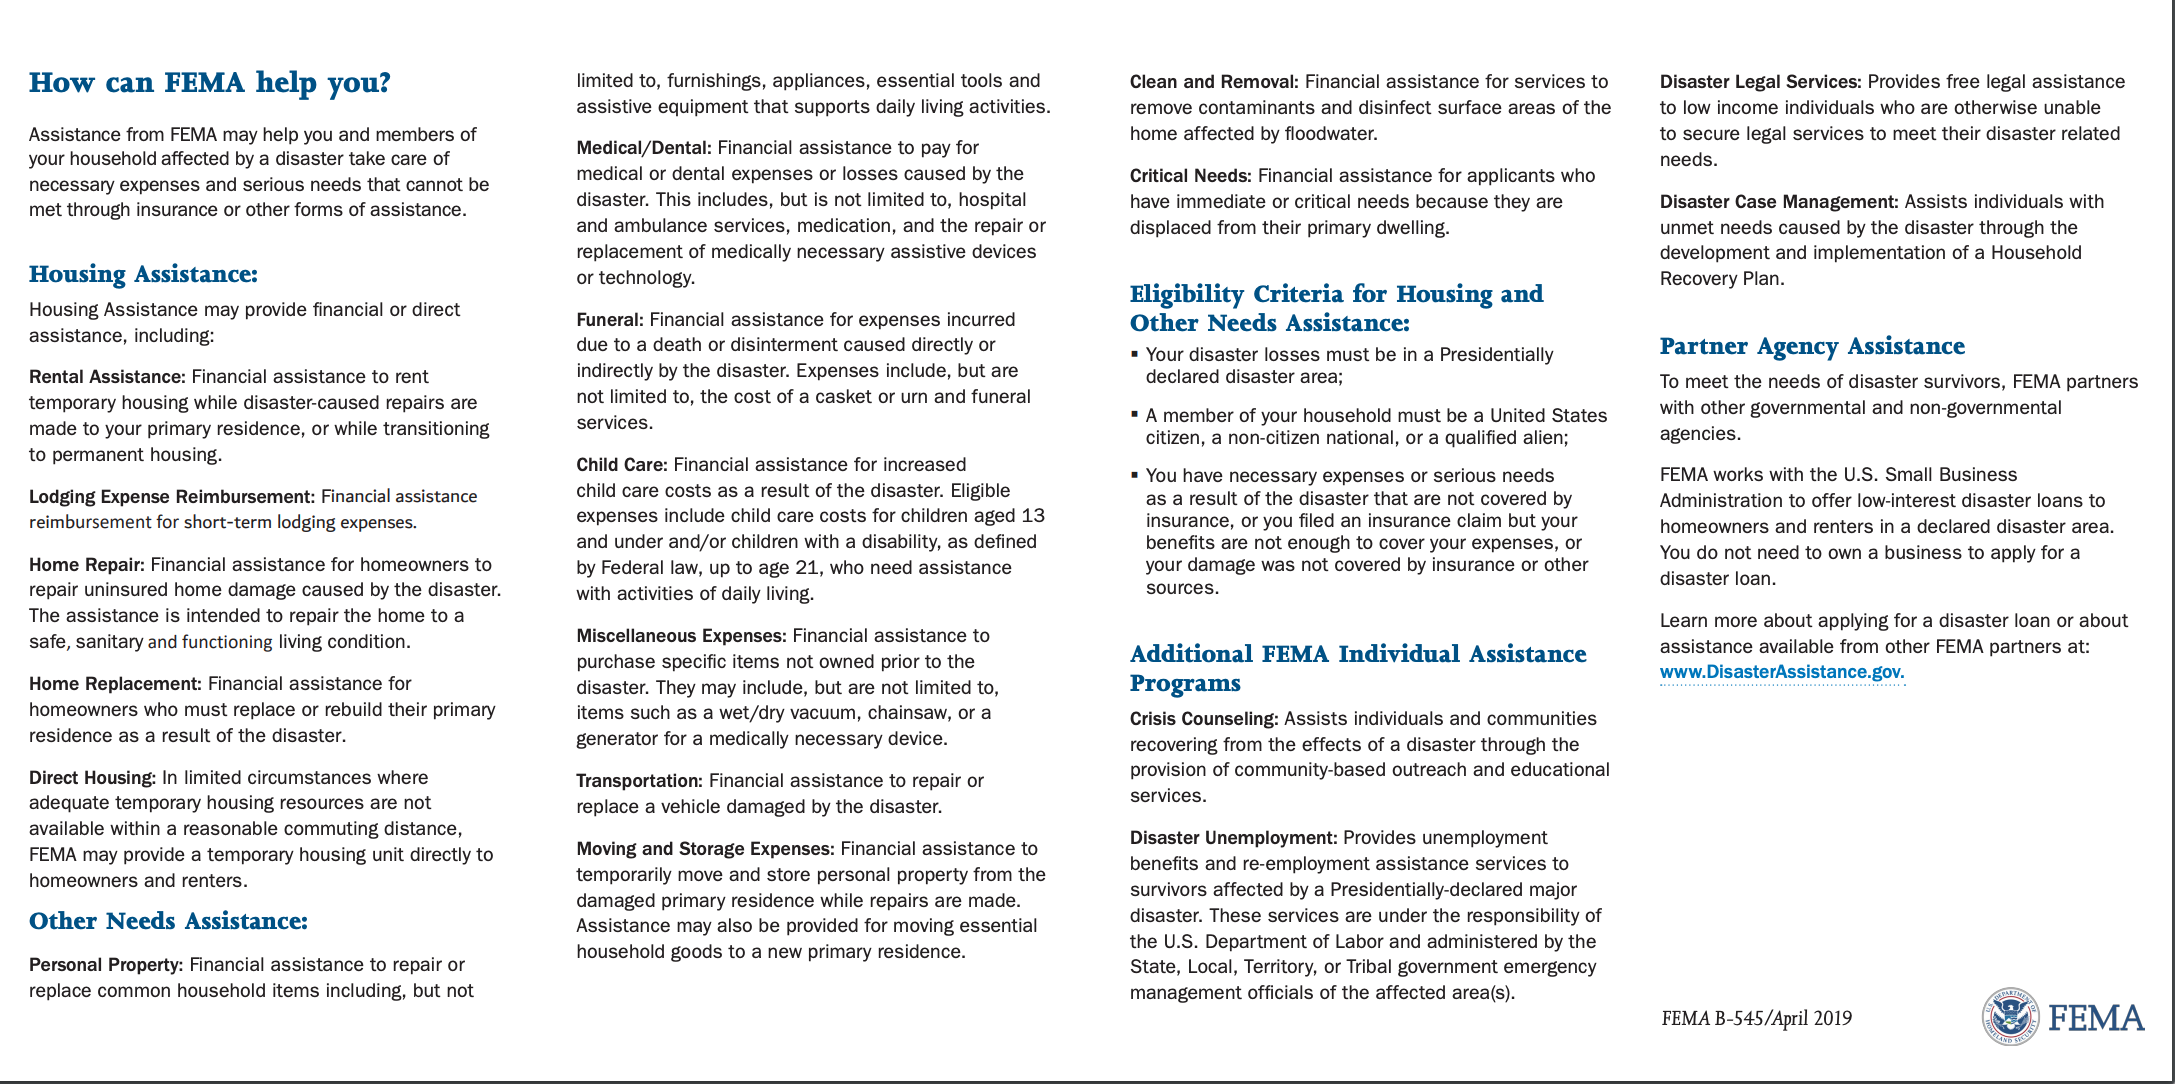 How can FEMA help you?
Assistance from FEMA may help you and members of
your household affected by a disaster take care of
necessary expenses and serious needs that cannot be
met through insurance or other forms of assistance.
Housing Assistance:
Housing Assistance may provide financial or direct
assistance, including:
Rental Assistance: Financial assistance to rent
temporary housing while disaster-caused repairs are
made to your primary residence, or while transitioning
to permanent housing.
Lodging Expense Reimbursement: Financial assistance
reimbursement for short-term lodging expenses.
Home Repair: Financial assistance for homeowners to
repair uninsured home damage caused by the disaster.
The assistance is intended to repair the home to a
safe, sanitary and functioning living condition.
Home Replacement: Financial assistance for
homeowners who must replace or rebuild their primary
residence as a result of the disaster.
Direct Housing: In limited circumstances where
adequate temporary housing resources are not
available within a reasonable commuting distance,
FEMA may provide a temporary housing unit directly to
homeowners and renters.
Other Needs Assistance:
Personal Property: Financial assistance to repair or
replace common household items including, but not
limited to, furnishings, appliances, essential tools and
assistive equipment that supports daily living activities.
Medical/Dental: Financial assistance to pay for
medical or dental expenses or losses caused by the
disaster. This includes, but is not limited to, hospital
and ambulance services, medication, and the repair or
replacement of medically necessary assistive devices
or technology.
Funeral: Financial assistance for expenses incurred
due to a death or disinterment caused directly or
indirectly by the disaster. Expenses include, but are
not limited to, the cost of a casket or urn and funeral
services.
Child Care: Financial assistance for increased
child care costs as a result of the disaster. Eligible
expenses include child care costs for children aged 13
and under and/or children with a disability, as defined
by Federal law, up to age 21, who need assistance
with activities of daily living.
Miscellaneous Expenses: Financial assistance to
purchase specific items not owned prior to the
disaster. They may include, but are not limited to,
items such as a wet/dry vacuum, chainsaw, or a
generator for a medically necessary device.
Transportation: Financial assistance to repair or
replace a vehicle damaged by the disaster.
Moving and Storage Expenses: Financial assistance to
temporarily move and store personal property from the
damaged primary residence while repairs are made.
Assistance may also be provided for moving essential
household goods to a new primary residence.
Clean and Removal: Financial assistance for services to
remove contaminants and disinfect surface areas of the
home affected by floodwater.
Critical Needs: Financial assistance for applicants who
have immediate or critical needs because they are
displaced from their primary dwelling.
Eligibility Criteria for Housing and
Other Needs Assistance:
▪ Your disaster losses must be in a Presidentially
declared disaster area;
▪ A member of your household must be a United States
citizen, a non-citizen national, or a qualified alien;
▪ You have necessary expenses or serious needs
as a result of the disaster that are not covered by
insurance, or you filed an insurance claim but your
benefits are not enough to cover your expenses, or
your damage was not covered by insurance or other
sources.
Additional FEMA Individual Assistance
Programs
Crisis Counseling: Assists individuals and communities
recovering from the effects of a disaster through the
provision of community-based outreach and educational
services.
Disaster Unemployment: Provides unemployment
benefits and re-employment assistance services to
survivors affected by a Presidentially-declared major
disaster. These services are under the responsibility of
the U.S. Department of Labor and administered by the
State, Local, Territory, or Tribal government emergency
management officials of the affected area(s).
Disaster Legal Services: Provides free legal assistance
to low income individuals who are otherwise unable
to secure legal services to meet their disaster related
needs.
Disaster Case Management: Assists individuals with
unmet needs caused by the disaster through the
development and implementation of a Household
Recovery Plan.
Partner Agency Assistance
To meet the needs of disaster survivors, FEMA partners
with other governmental and non-governmental
agencies.
FEMA works with the U.S. Small Business
Administration to offer low-interest disaster loans to
homeowners and renters in a declared disaster area.
You do not need to own a business to apply for a
disaster loan.
Learn more about applying for a disaster loan or about
assistance available from other FEMA partners at:
www.DisasterAssistance.gov.
FEMA B-545/April 2019
U.S. DEPARTMENT OF
HOMELAND SECURITY
FEMA